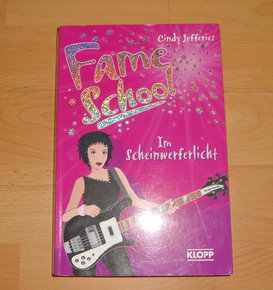 Cindy Jefferies
Fame
School
Im
Scheinwerferlicht
KLOPP